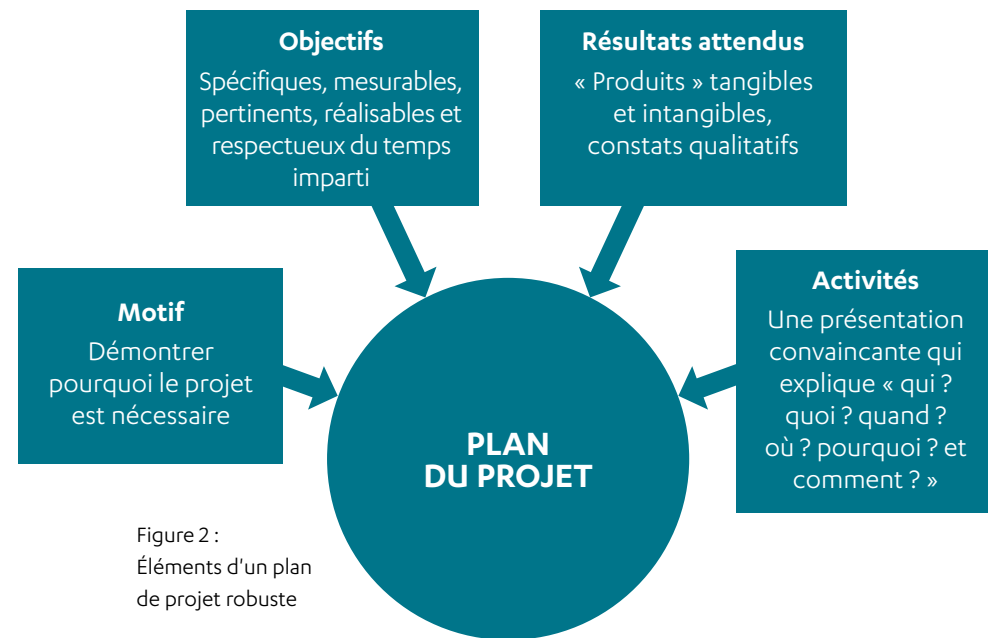 Objectifs
Spécifiques, mesurables,
pertinents, réalisables et
respectueux du temps
imparti
Résultats attendus
« Produits » tangibles
et intangibles,
constats qualitatifs
Motif
Démontrer
pourquoi le projet
est nécessaire
Activités
Une présentation
convaincante qui
explique « qui ?
quoi ? quand ?
où ? pourquoi ? et
comment ? »
PLAN
DU PROJET
Figure 2 :
Éléments d'un plan
de projet robuste